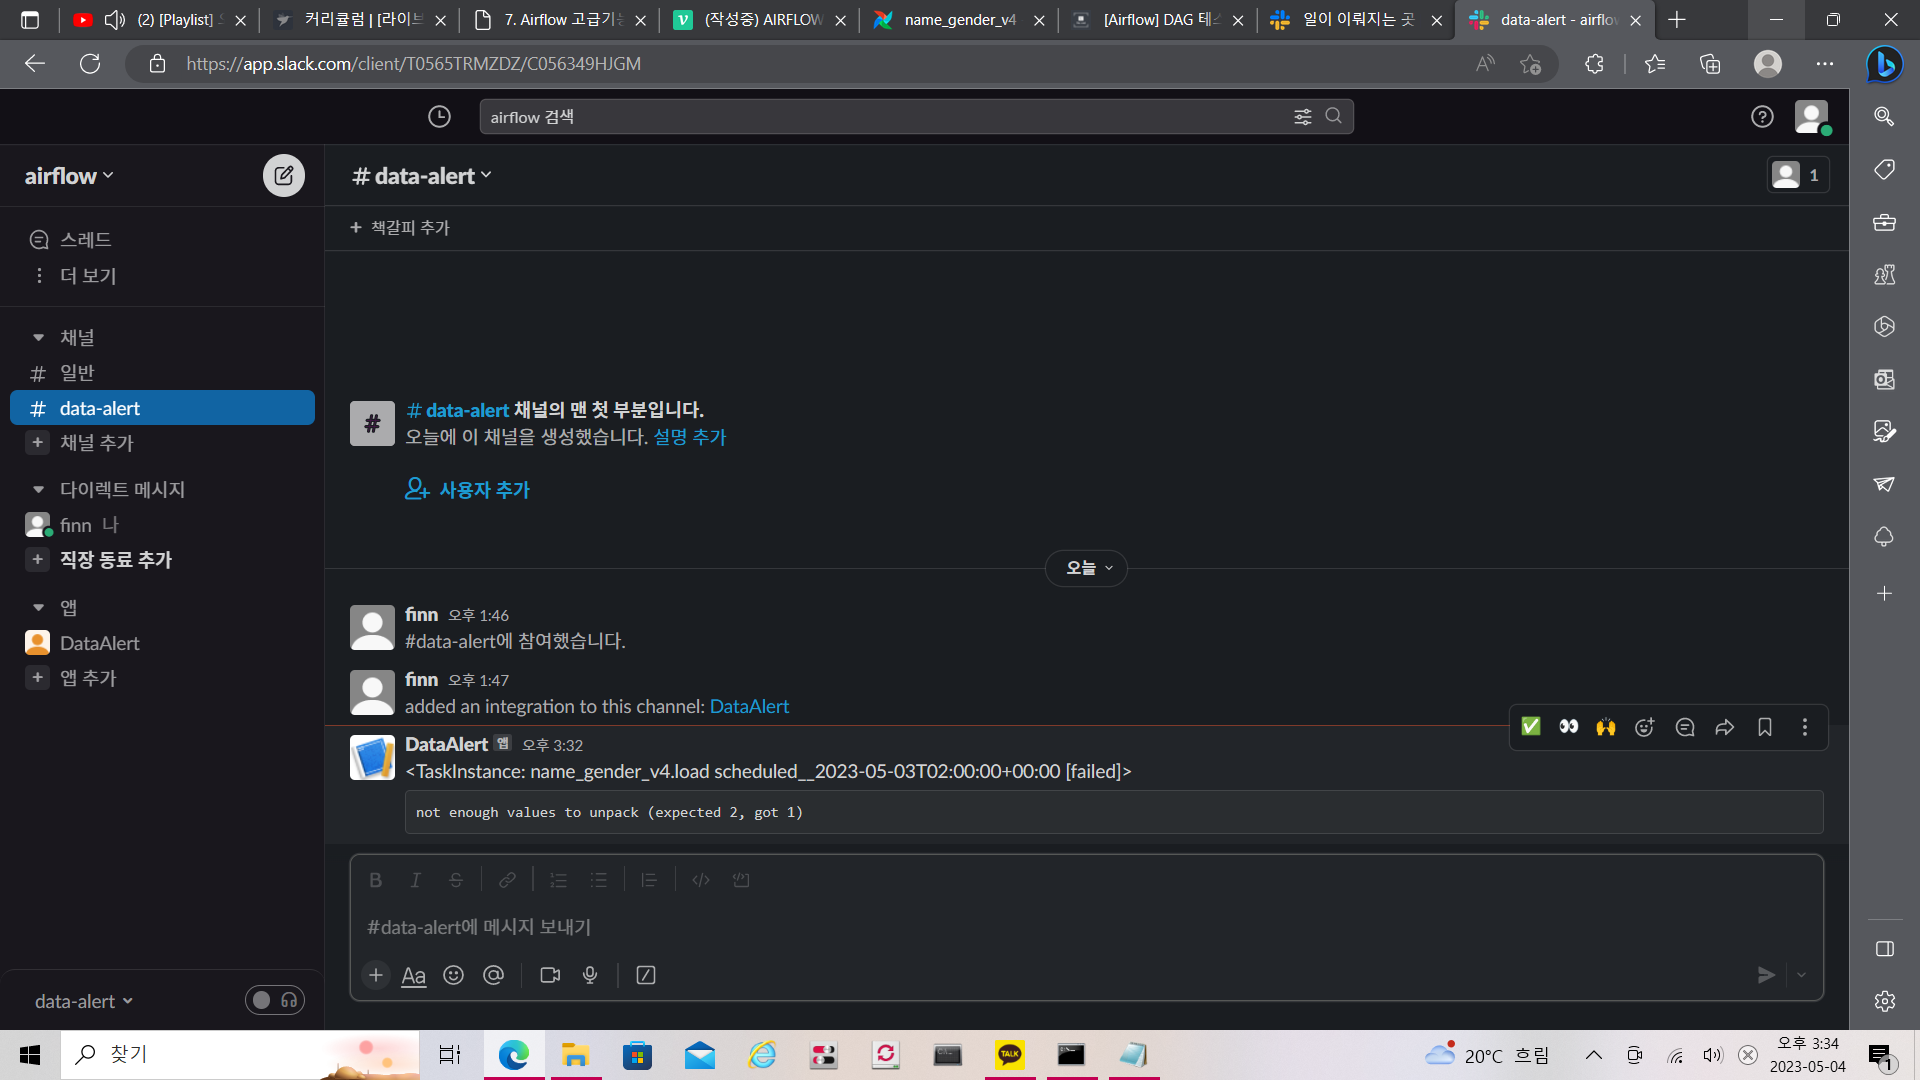 (2) [Playlist]
커리큘럼 | [라이브
7. Airflow 고급기능
(작성중) AIRFLOW
name_gender_v4
[Airflow] DAG 테스
일이 이뤄지는 곳
data-alert - airflow
https://app.slack.com/client/T0565TRMZDZ/C056349HJGM
airflow 검색
airflow
# data-alert
1
+ 책갈피 추가
스레드
더 보기
채널
# 일반
# data-alert
+ 채널 추가
다이렉트 메시지
finn 나
+ 직장 동료 추가
앱
DataAlert
+ 앱 추가
# data-alert 채널의 맨 첫 부분입니다.
오늘에 이 채널을 생성했습니다. 설명 추가
사용자 추가
오늘
finn 오후 1:46
#data-alert에 참여했습니다.
finn 오후 1:47
added an integration to this channel: DataAlert
DataAlert 앱 오후 3:32
<TaskInstance: name_gender_v4.load scheduled__2023-05-03T02:00:00+00:00 [failed]>
not enough values to unpack (expected 2, got 1)
#data-alert에 메시지 보내기
Aa
data-alert
찾기
TALK
20°C 흐림
오후 3:34
2023-05-04
1